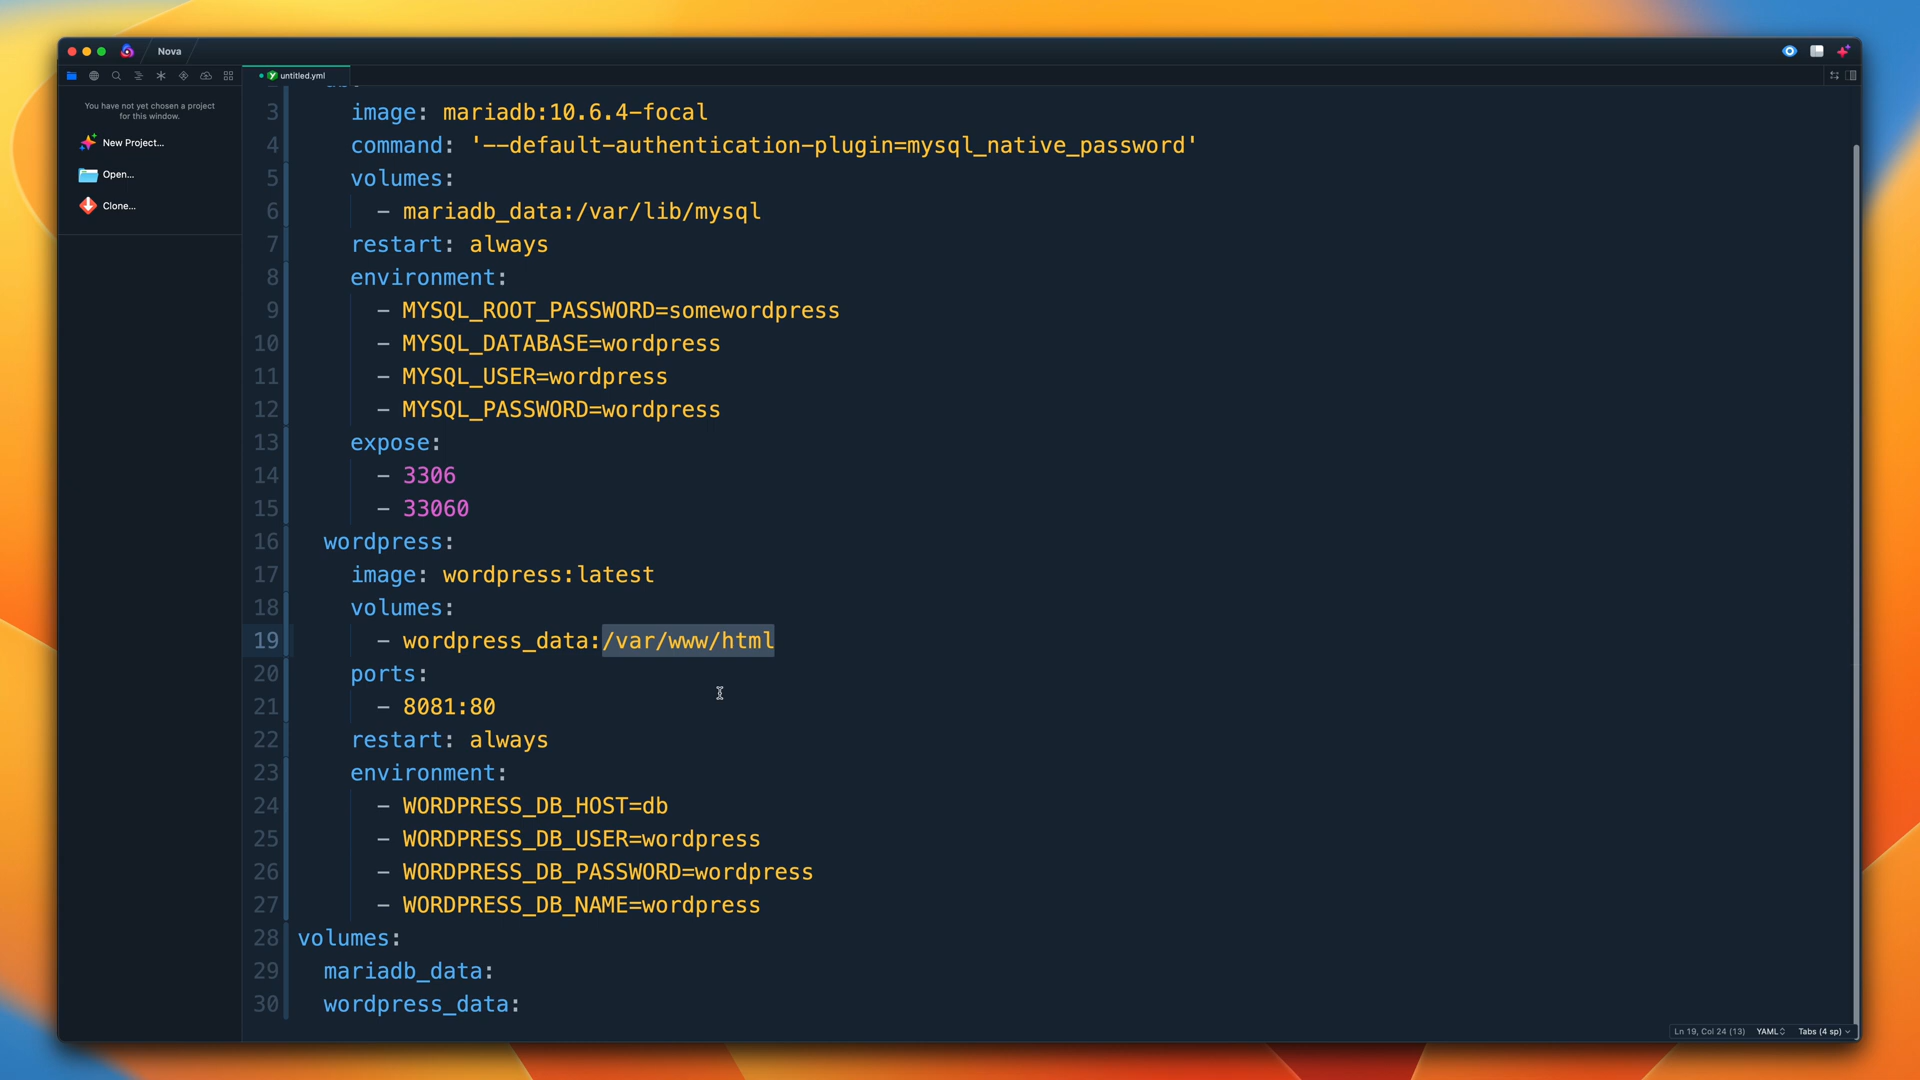 Nova
untitled.yml
You have not yet chosen a project
for this window.
New Project...
Open...
Clone...
3 image: mariadb:10.6.4-focal
4 command: '--default-authentication-plugin=mysql_native_password'
5 volumes:
6 - mariadb_data:/var/lib/mysql
7 restart: always
8 environment:
9 - MYSQL_ROOT_PASSWORD=somewordpress
10 - MYSQL_DATABASE=wordpress
11 - MYSQL_USER=wordpress
12 - MYSQL_PASSWORD=wordpress
13 expose:
14 - 3306
15 - 33060
16 wordpress:
17 image: wordpress:latest
18 volumes:
19 - wordpress_data:/var/www/html
20 ports:
21 - 8081:80
22 restart: always
23 environment:
24 - WORDPRESS_DB_HOST=db
25 - WORDPRESS_DB_USER=wordpress
26 - WORDPRESS_DB_PASSWORD=wordpress
27 - WORDPRESS_DB_NAME=wordpress
28 volumes:
29 mariadb_data:
30 wordpress_data:
Ln 19, Col 24 (13) YAML Tabs (4 sp)